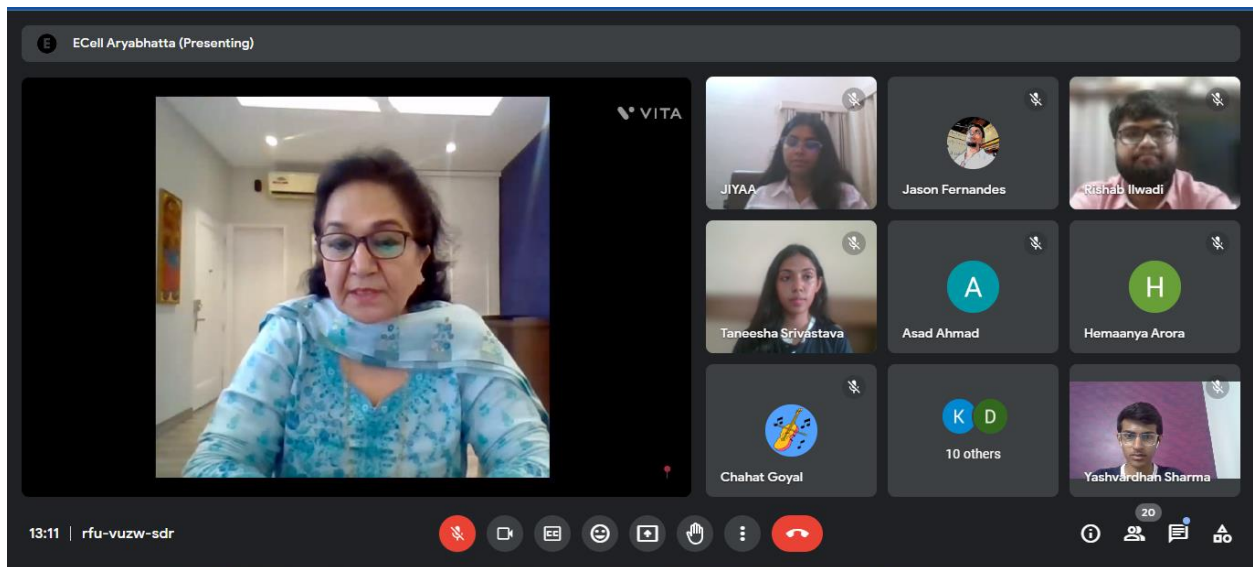 E
ECell Aryabhatta (Presenting)
VITA
JIYAA
Jason Fernandes
Rishab Ilwadi
Taneesha Srivastava
A
Asad Ahmad
H
Hemaanya Arora
Chahat Goyal
K D
10 others
Yashvardhan Sharma
13:11 | rfu-vuzw-sdr
CC
20